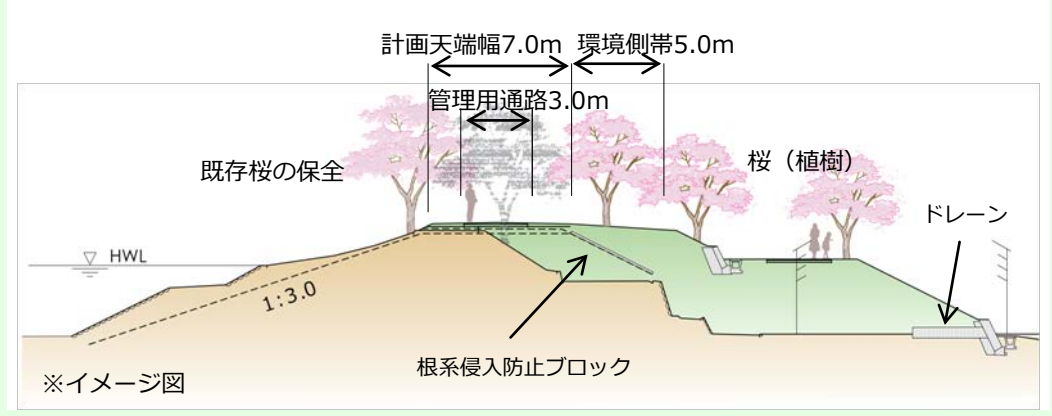 計画天端幅7.0m 環境側帯5.0m
管理用通路3.0m
既存桜の保全
桜（植樹）
ドレーン
HWL
1:3.0
根系侵入防止ブロック
※イメージ図